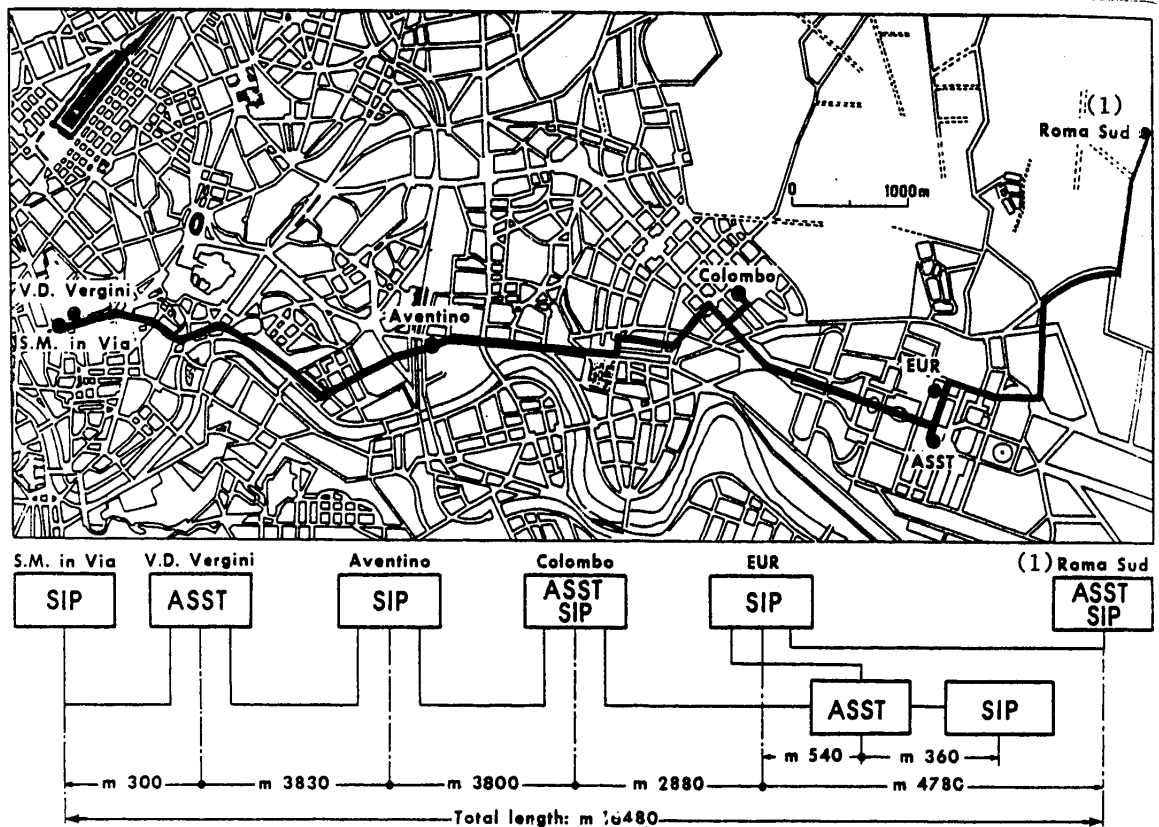 (1)
Roma Sud
0 1000m
Colombo
V.D. Vergini
Aventino
S.M. in Via
EUR
ASST
S.M. in Via V.D. Vergini Aventino Colombo EUR (1) Roma Sud
SIP ASST SIP ASST SIP SIP ASST SIP
ASST SIP
m 540 m 360
m 300 m 3830 m 3800 m 2880 m 4780
Total length: m